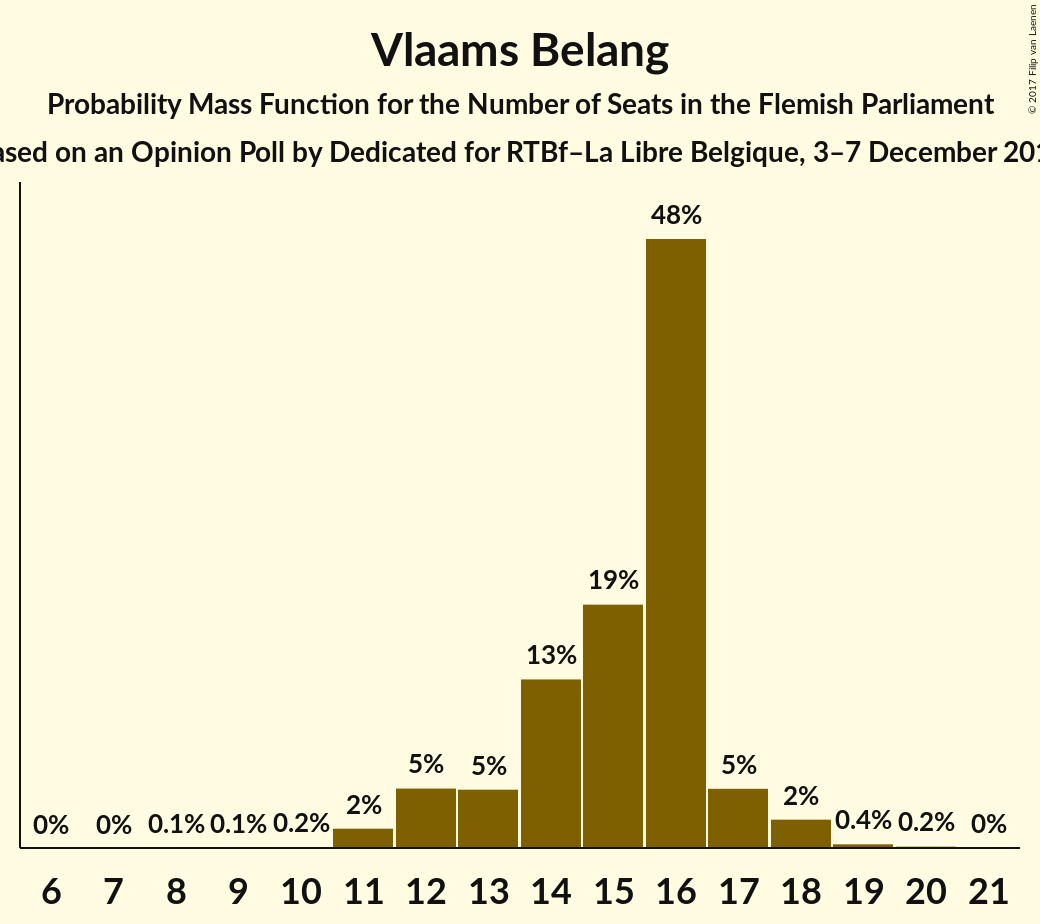 Vlaams Belang
Probability Mass Function for the Number of Seats in the Flemish Parliament
on an Opinion Poll by Dedicated for RTBf–La Libre Belgique, 3–7 December
© 2017 Filip van Laenen
48%
19%
13%
5% 5% 5%
2% 2%
0% 0% 0.1% 0.1% 0.2% 0.4% 0.2% 0%
6 7 8 9 10 11 12 13 14 15 16 17 18 19 20 21